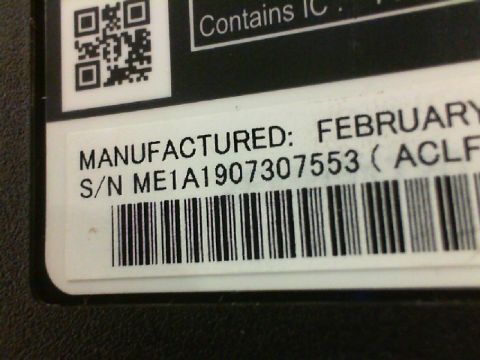 Contains IC :
MANUFACTURED: FEBRUARY
S/N ME1A1907307553 ( ACLF